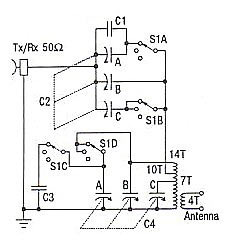 C1
Tx/Rx 50Ω
S1A
A
B
C2
C
S1B
S1D
14T
10T
S1C
7T
A
B
C
4T
C3
Antenna
C4